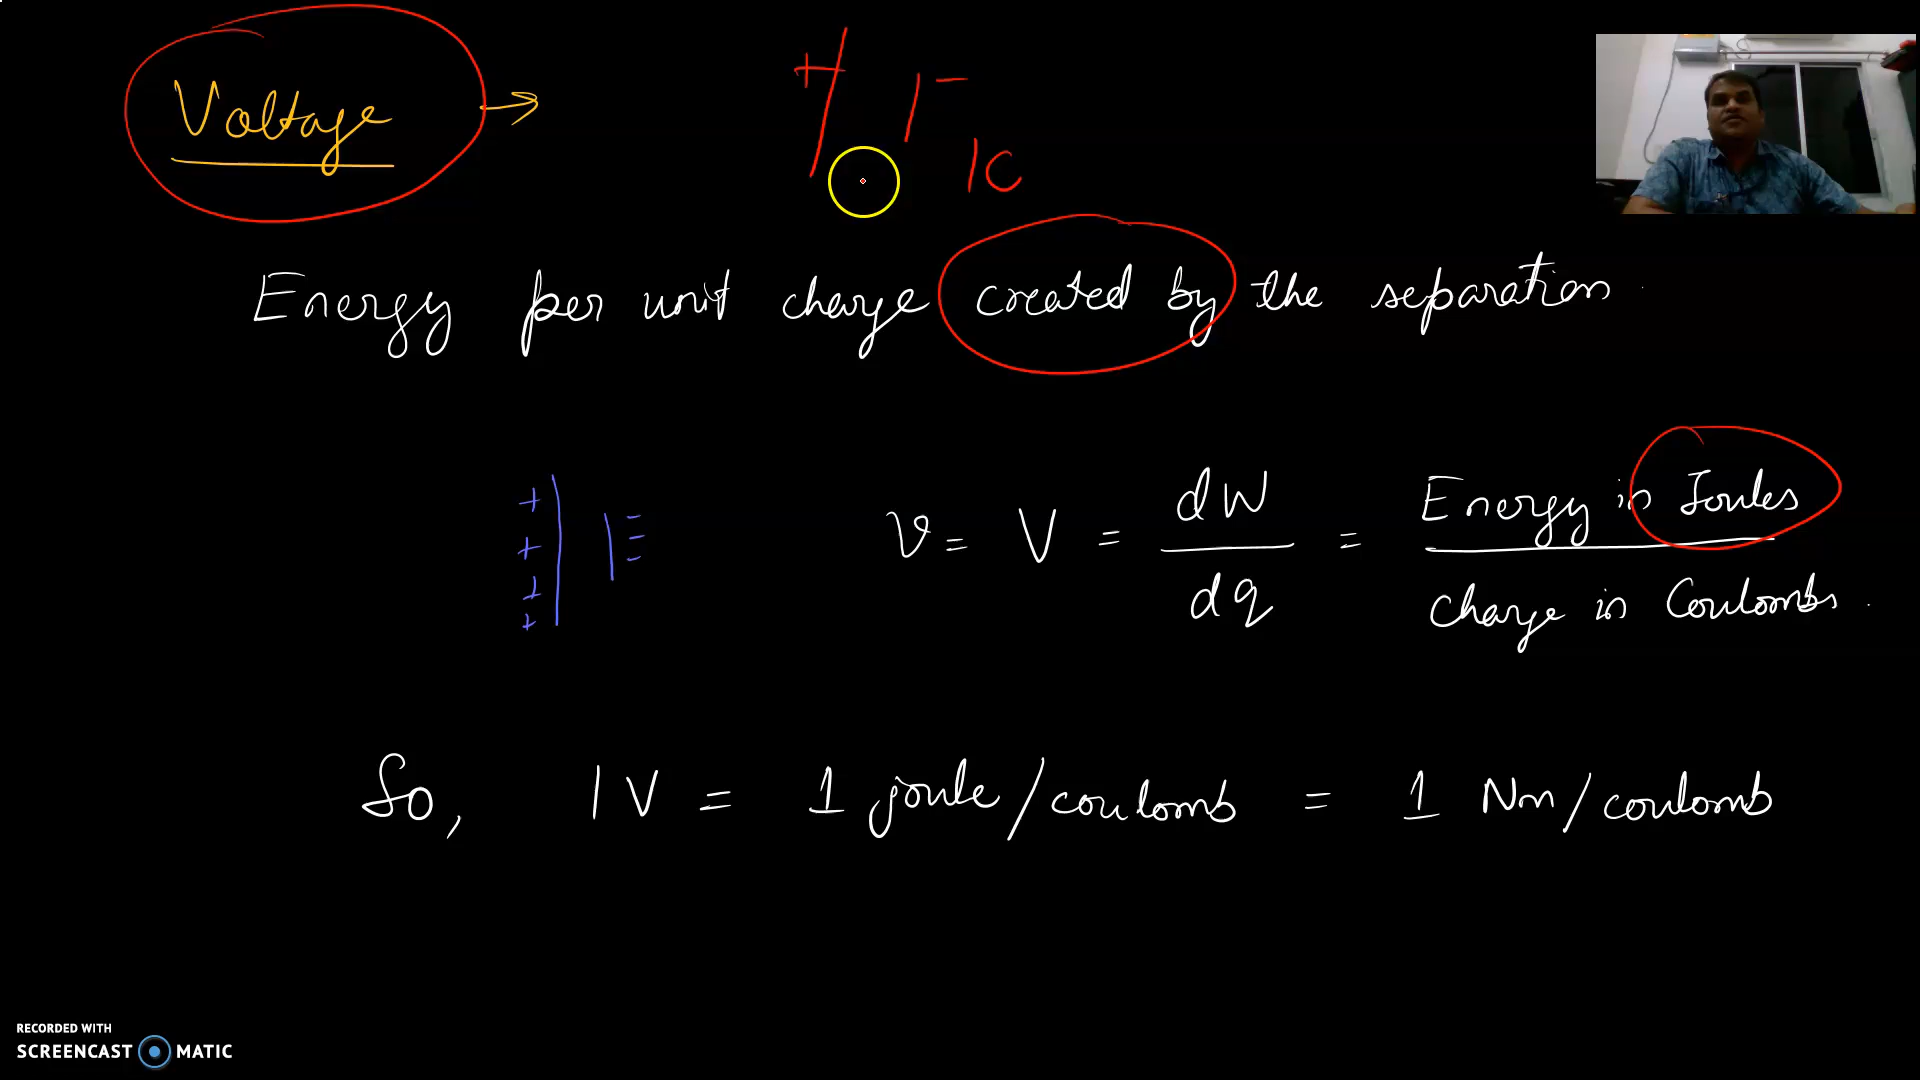 Voltage →
+ -
1C
Energy per unit charge created by the separation.
+ -
+ -
+ -
+
v = V = dW / dq = Energy in Joules / charge in Coulombs.
So, 1V = 1 joule/coulomb = 1 Nm/coulomb
RECORDED WITH
SCREENCAST MATIC